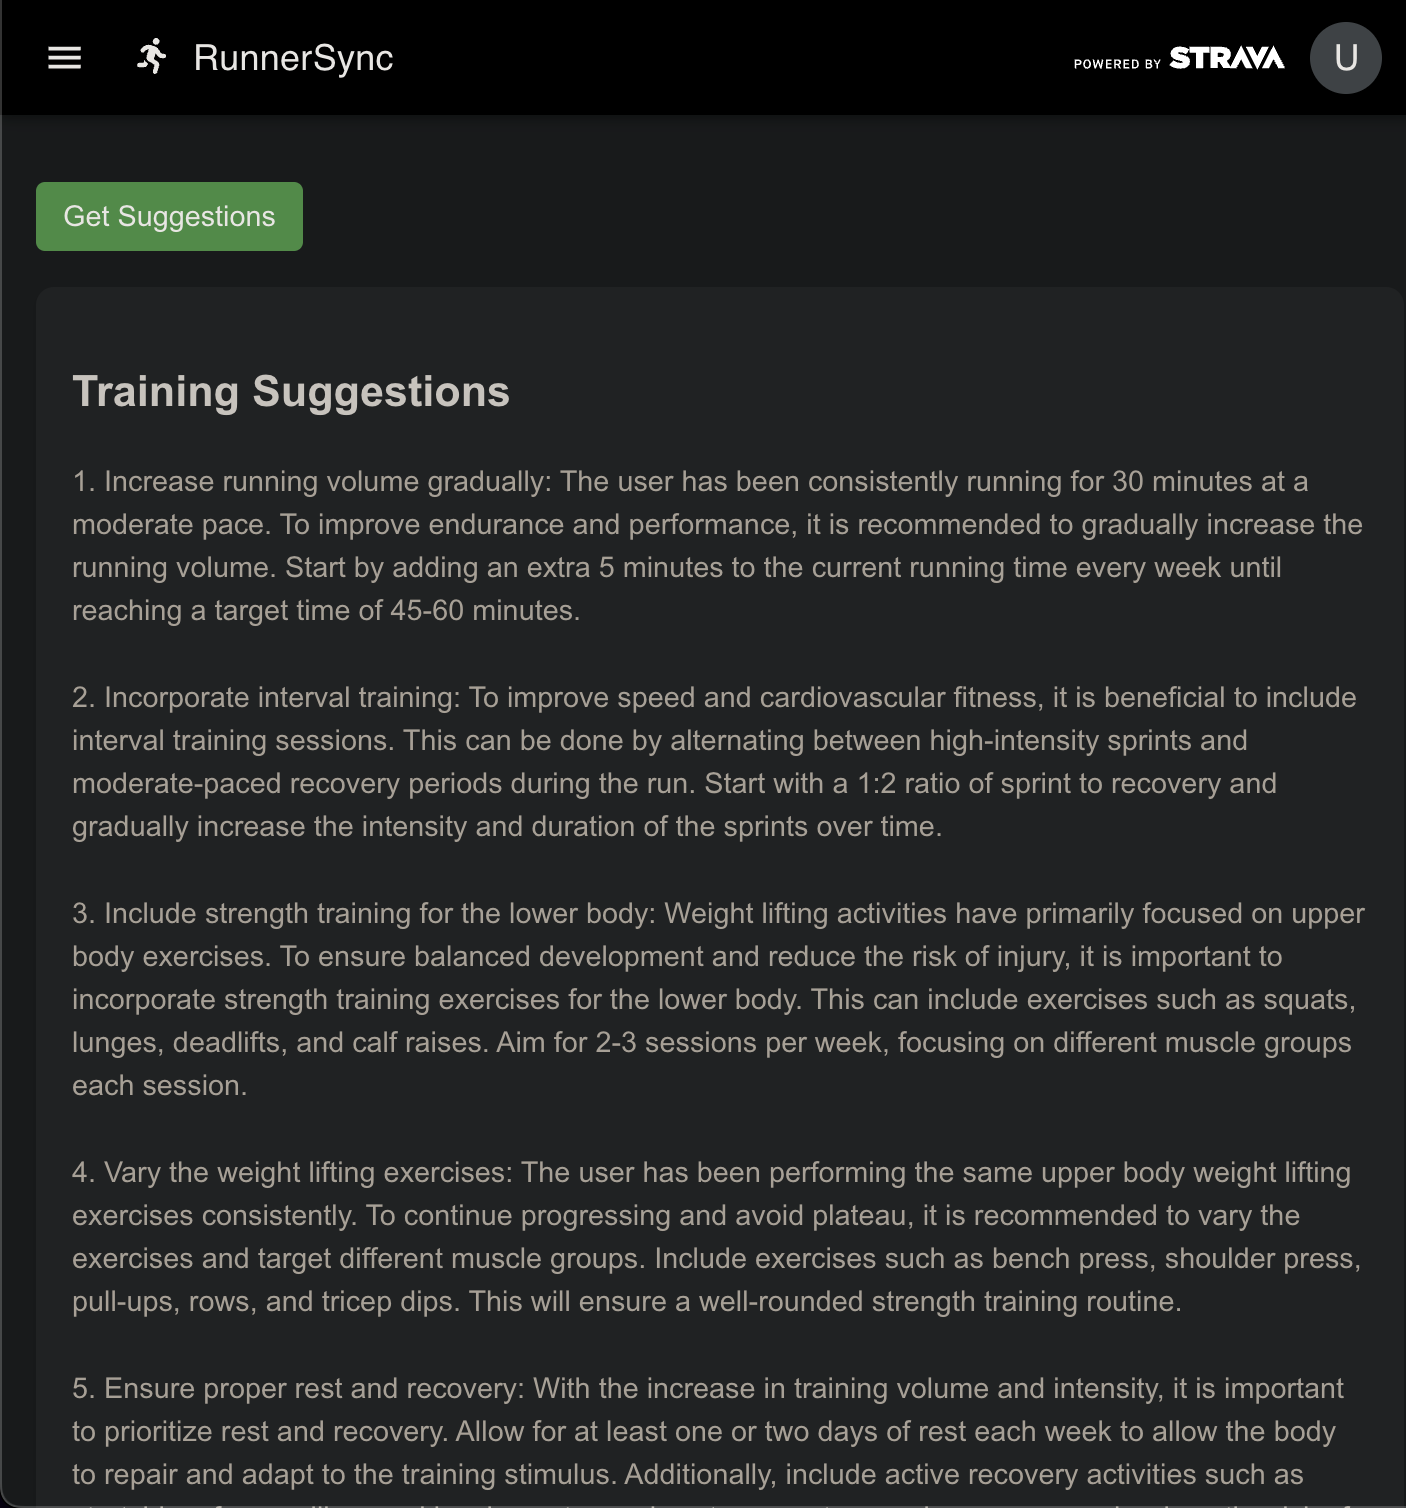 RunnerSync
POWERED BY STRAVA
U
Get Suggestions
Training Suggestions
1. Increase running volume gradually: The user has been consistently running for 30 minutes at a
moderate pace. To improve endurance and performance, it is recommended to gradually increase the
running volume. Start by adding an extra 5 minutes to the current running time every week until
reaching a target time of 45-60 minutes.
2. Incorporate interval training: To improve speed and cardiovascular fitness, it is beneficial to include
interval training sessions. This can be done by alternating between high-intensity sprints and
moderate-paced recovery periods during the run. Start with a 1:2 ratio of sprint to recovery and
gradually increase the intensity and duration of the sprints over time.
3. Include strength training for the lower body: Weight lifting activities have primarily focused on upper
body exercises. To ensure balanced development and reduce the risk of injury, it is important to
incorporate strength training exercises for the lower body. This can include exercises such as squats,
lunges, deadlifts, and calf raises. Aim for 2-3 sessions per week, focusing on different muscle groups
each session.
4. Vary the weight lifting exercises: The user has been performing the same upper body weight lifting
exercises consistently. To continue progressing and avoid plateau, it is recommended to vary the
exercises and target different muscle groups. Include exercises such as bench press, shoulder press,
pull-ups, rows, and tricep dips. This will ensure a well-rounded strength training routine.
5. Ensure proper rest and recovery: With the increase in training volume and intensity, it is important
to prioritize rest and recovery. Allow for at least one or two days of rest each week to allow the body
to repair and adapt to the training stimulus. Additionally, include active recovery activities such as